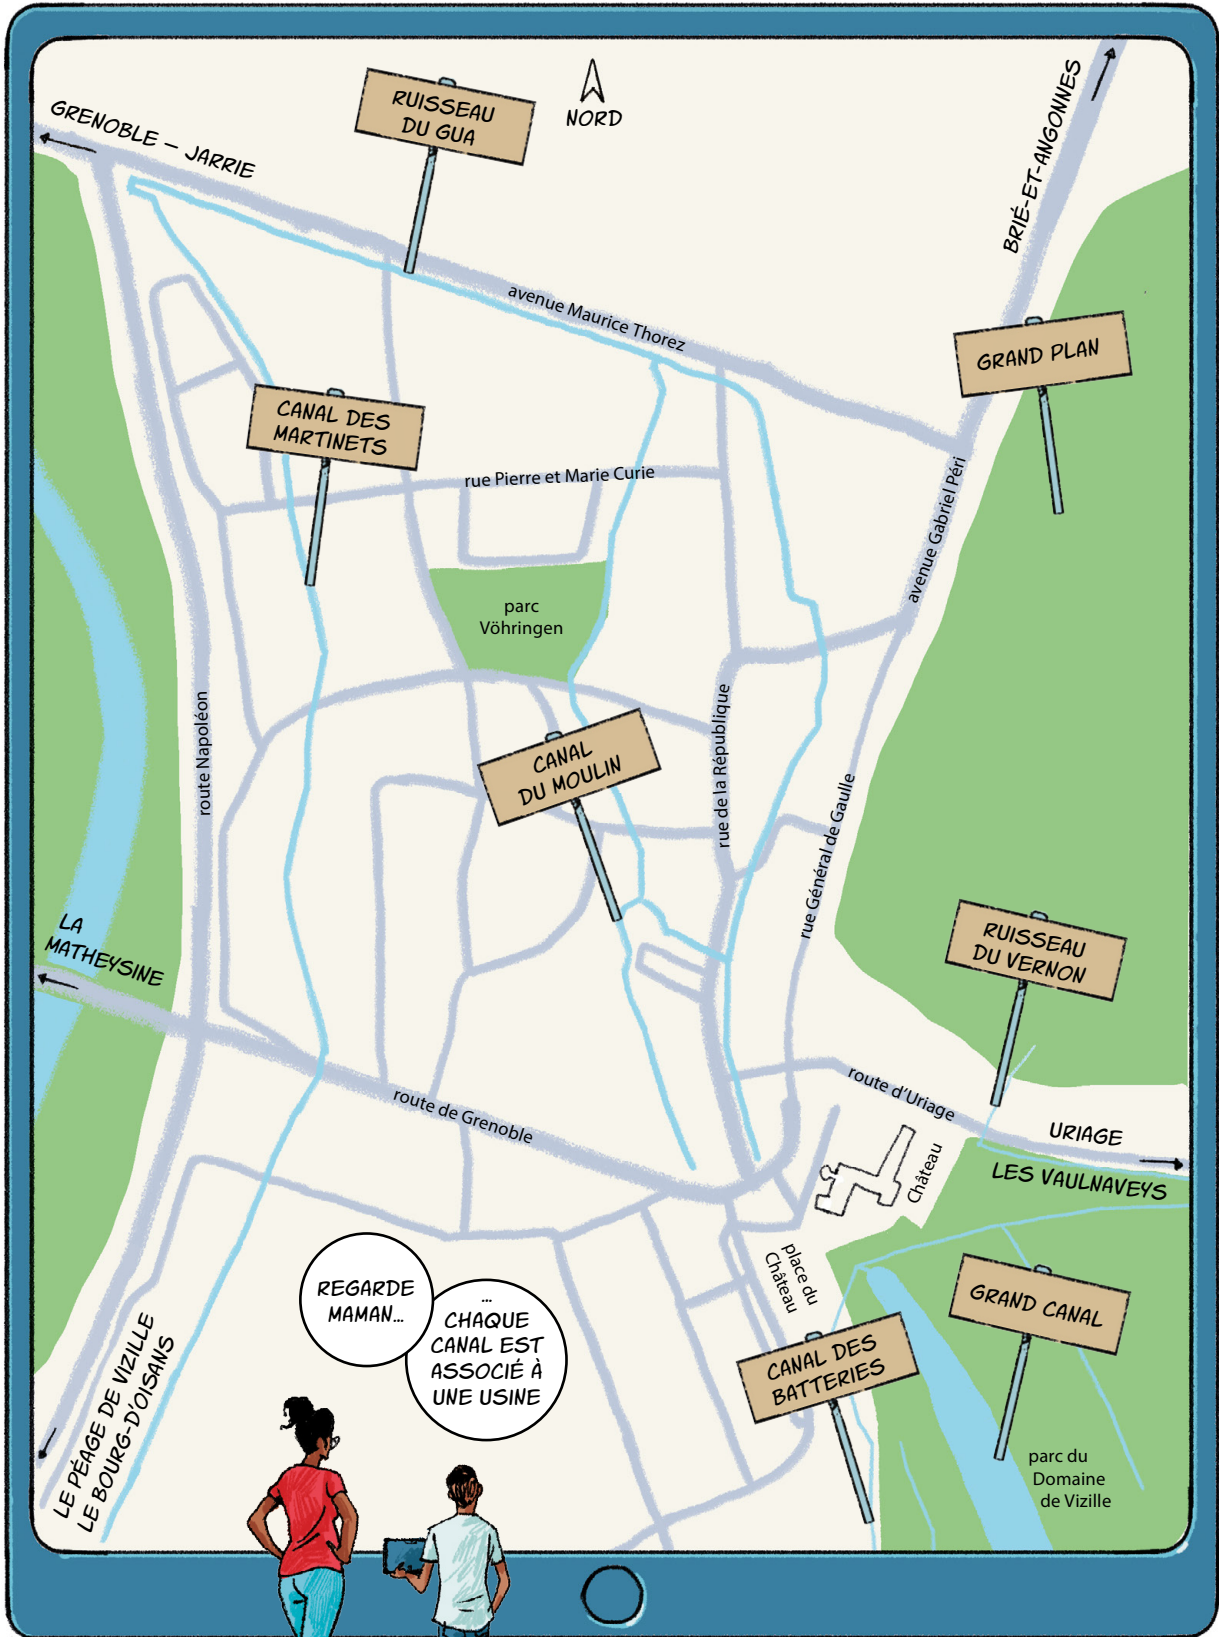 RUISSEAU
DU GUA
NORD
GRENOBLE – JARRIE
BRIÉ-ET-ANGONNES
avenue Maurice Thorez
GRAND PLAN
CANAL DES
MARTINETS
rue Pierre et Marie Curie
avenue Gabriel Péri
parc
Vöhringen
route Napoléon
rue de la République
CANAL
DU MOULIN
rue Général de Gaulle
LA
MATHEYSINE
RUISSEAU
DU VERNON
route de Grenoble
route d'Uriage
URIAGE
LES VAULNAVEYS
Château
place du
Château
GRAND CANAL
CANAL DES
BATTERIES
parc du
Domaine
de Vizille
LE PÉAGE DE VIZILLE
LE BOURG-D'OISANS
REGARDE
MAMAN...
...
CHAQUE
CANAL EST
ASSOCIÉ À
UNE USINE